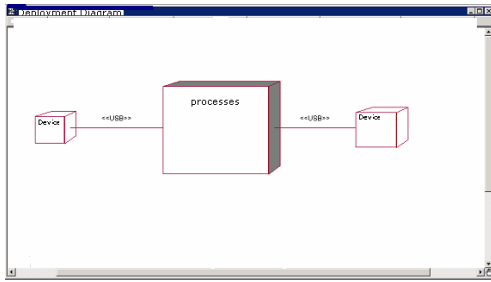 Deployment Diagram
processes
Device
<<USB>>
<<USB>>
Device